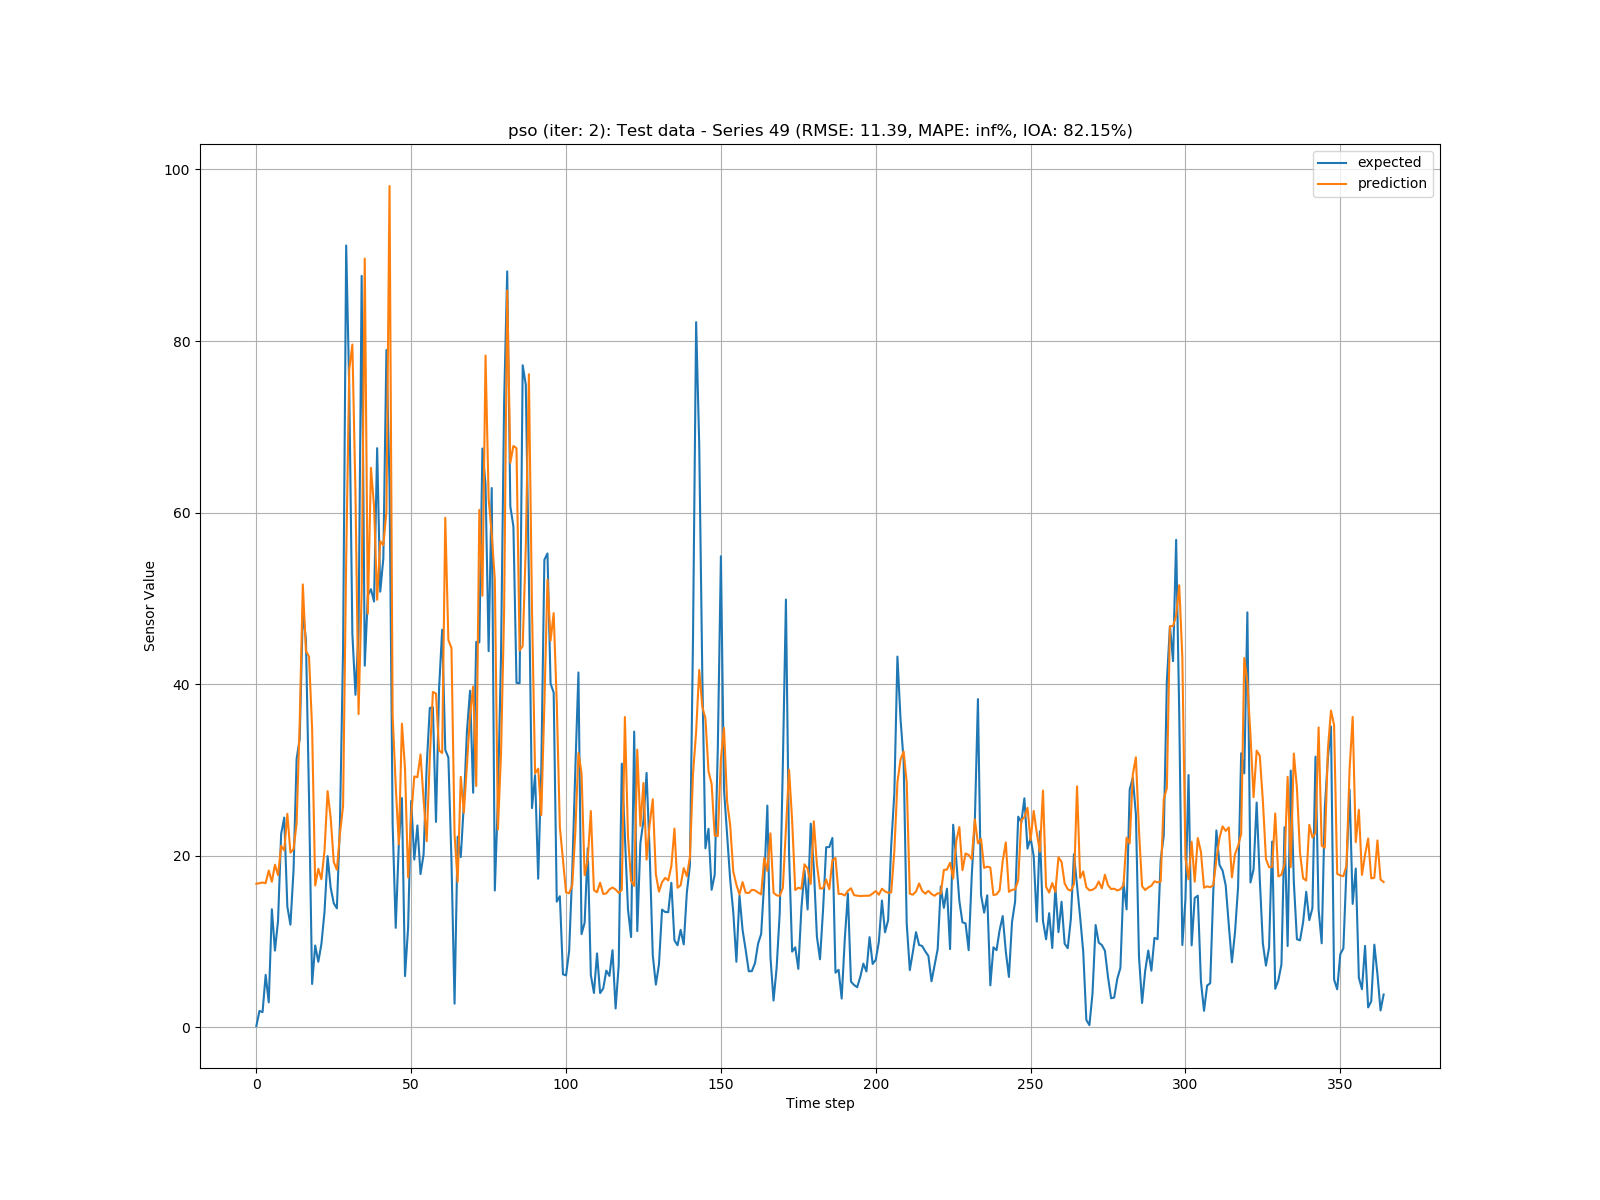 pso (iter: 2): Test data - Series 49 (RMSE: 11.39, MAPE: inf%, IOA: 82.15%)
expected
prediction
100
80
60
40
20
0
Sensor Value
0 50 100 150 200 250 300 350
Time step